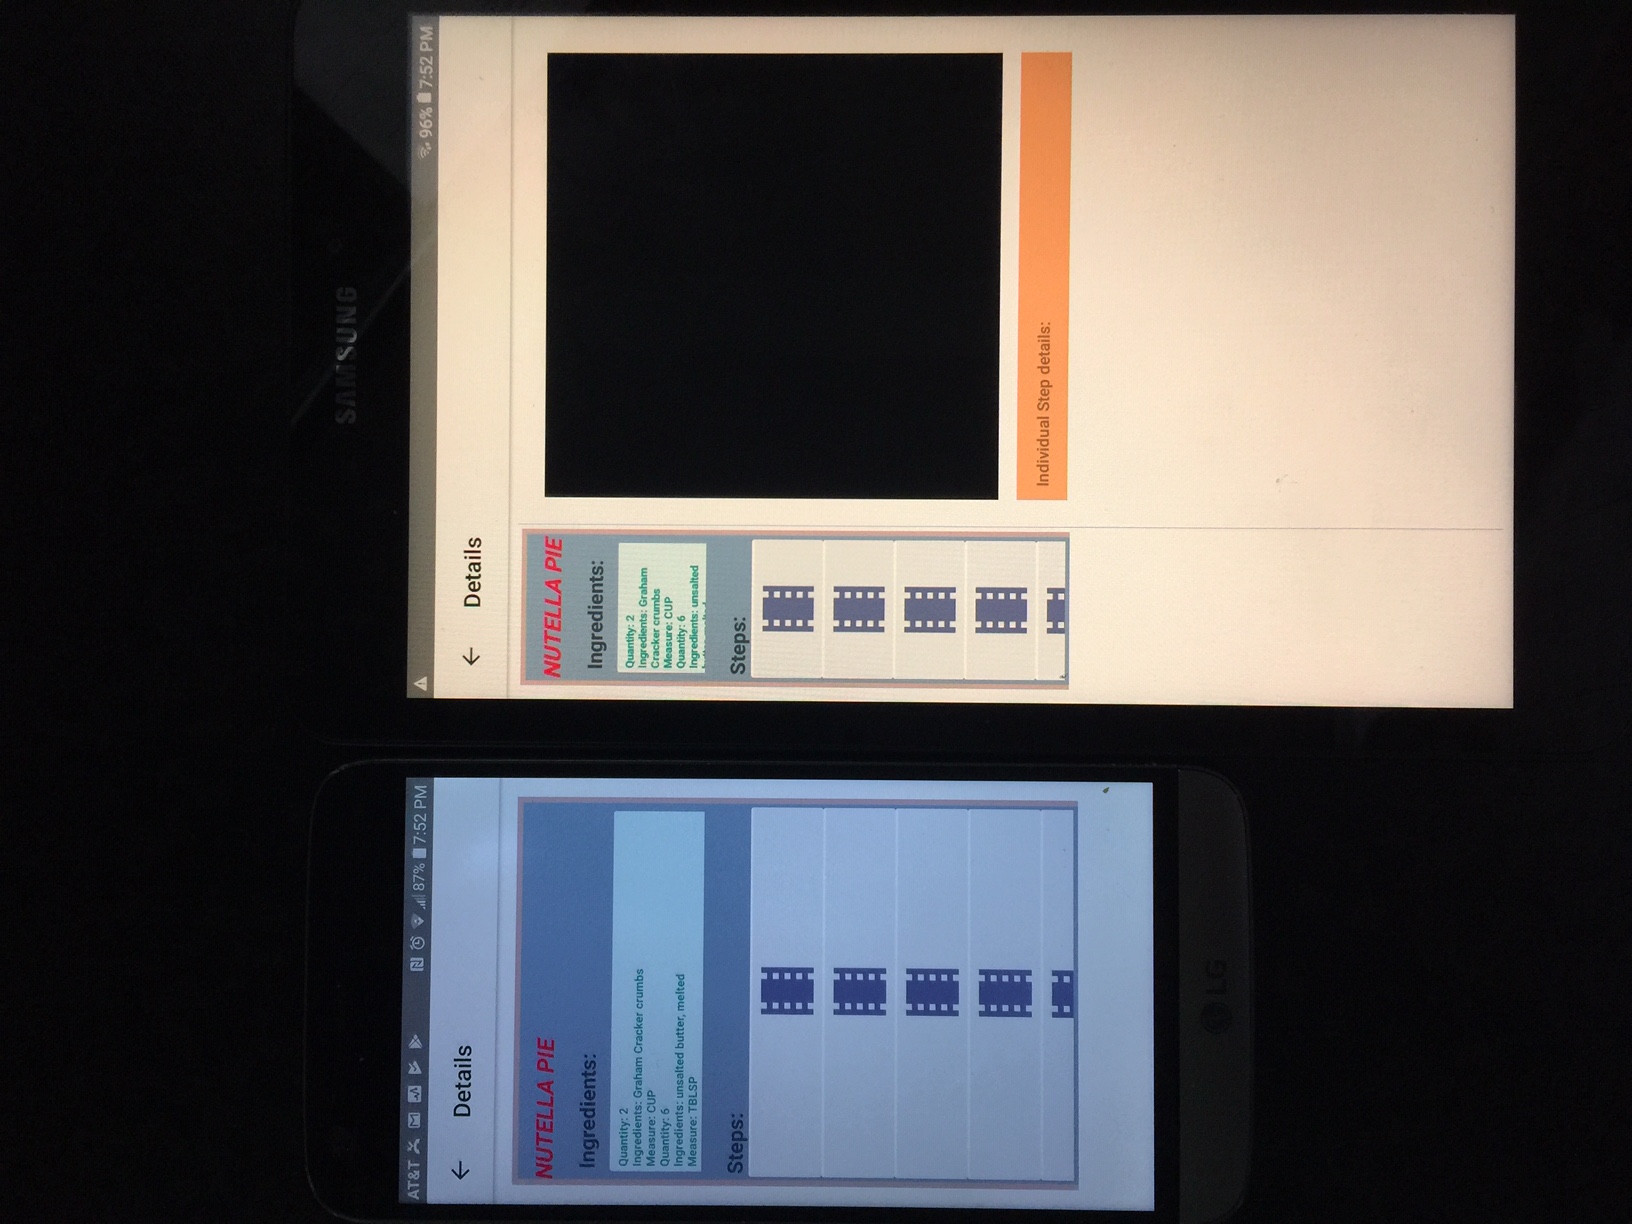 AT&T 87% 7:52 PM
Details
NUTELLA PIE
Ingredients:
Quantity: 2
Ingredients: Graham Cracker crumbs
Measure: CUP
Quantity: 6
Ingredients: unsalted butter, melted
Measure: TBLSP
Steps:
LG
SAMSUNG
96% 7:52 PM
Details
NUTELLA PIE
Ingredients:
Quantity: 2
Ingredients: Graham
Cracker crumbs
Measure: CUP
Quantity: 6
Ingredients: unsalted
Steps:
Individual Step details: